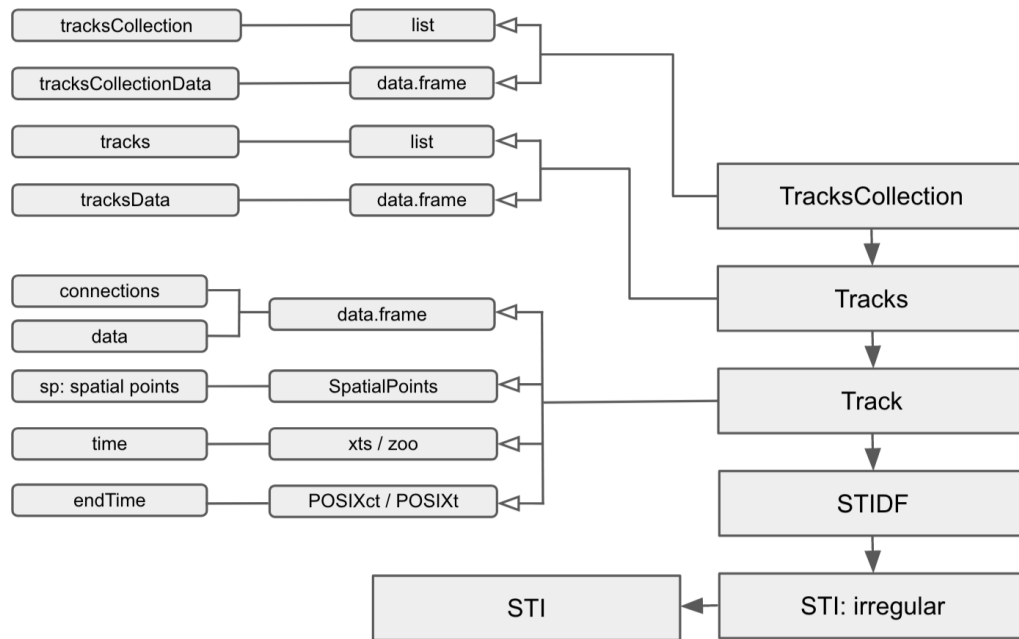 tracksCollection
list
tracksCollectionData
data.frame
tracks
list
tracksData
data.frame
TracksCollection
Tracks
connections
data
data.frame
sp: spatial points
SpatialPoints
Track
time
xts / zoo
endTime
POSIXct / POSIXt
STIDF
STI
STI: irregular